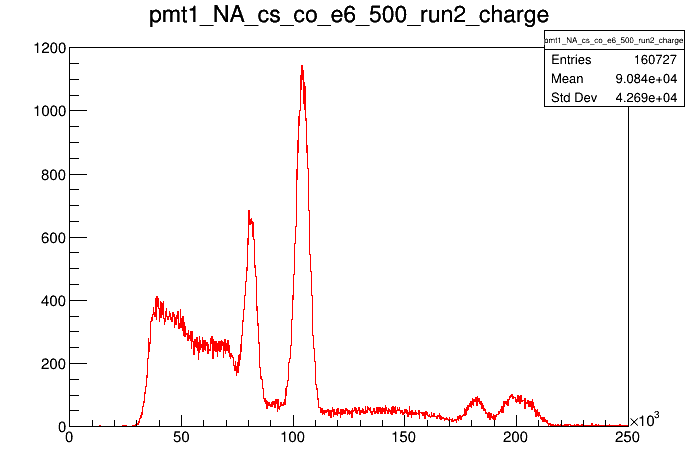 pmt1_NA_cs_co_e6_500_run2_charge
pmt1_NA_cs_co_e6_500_run2_charge
Entries 160727
Mean 9.084e+04
Std Dev 4.269e+04
1200
1000
800
600
400
200
0
0 50 100 150 200 250
×10³